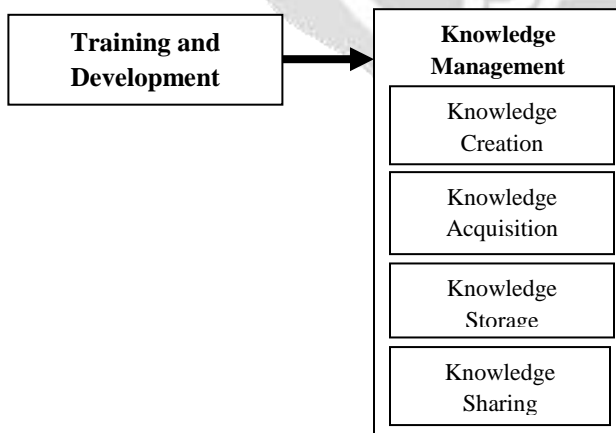 Training and
Development
Knowledge
Management
Knowledge
Creation
Knowledge
Acquisition
Knowledge
Storage
Knowledge
Sharing